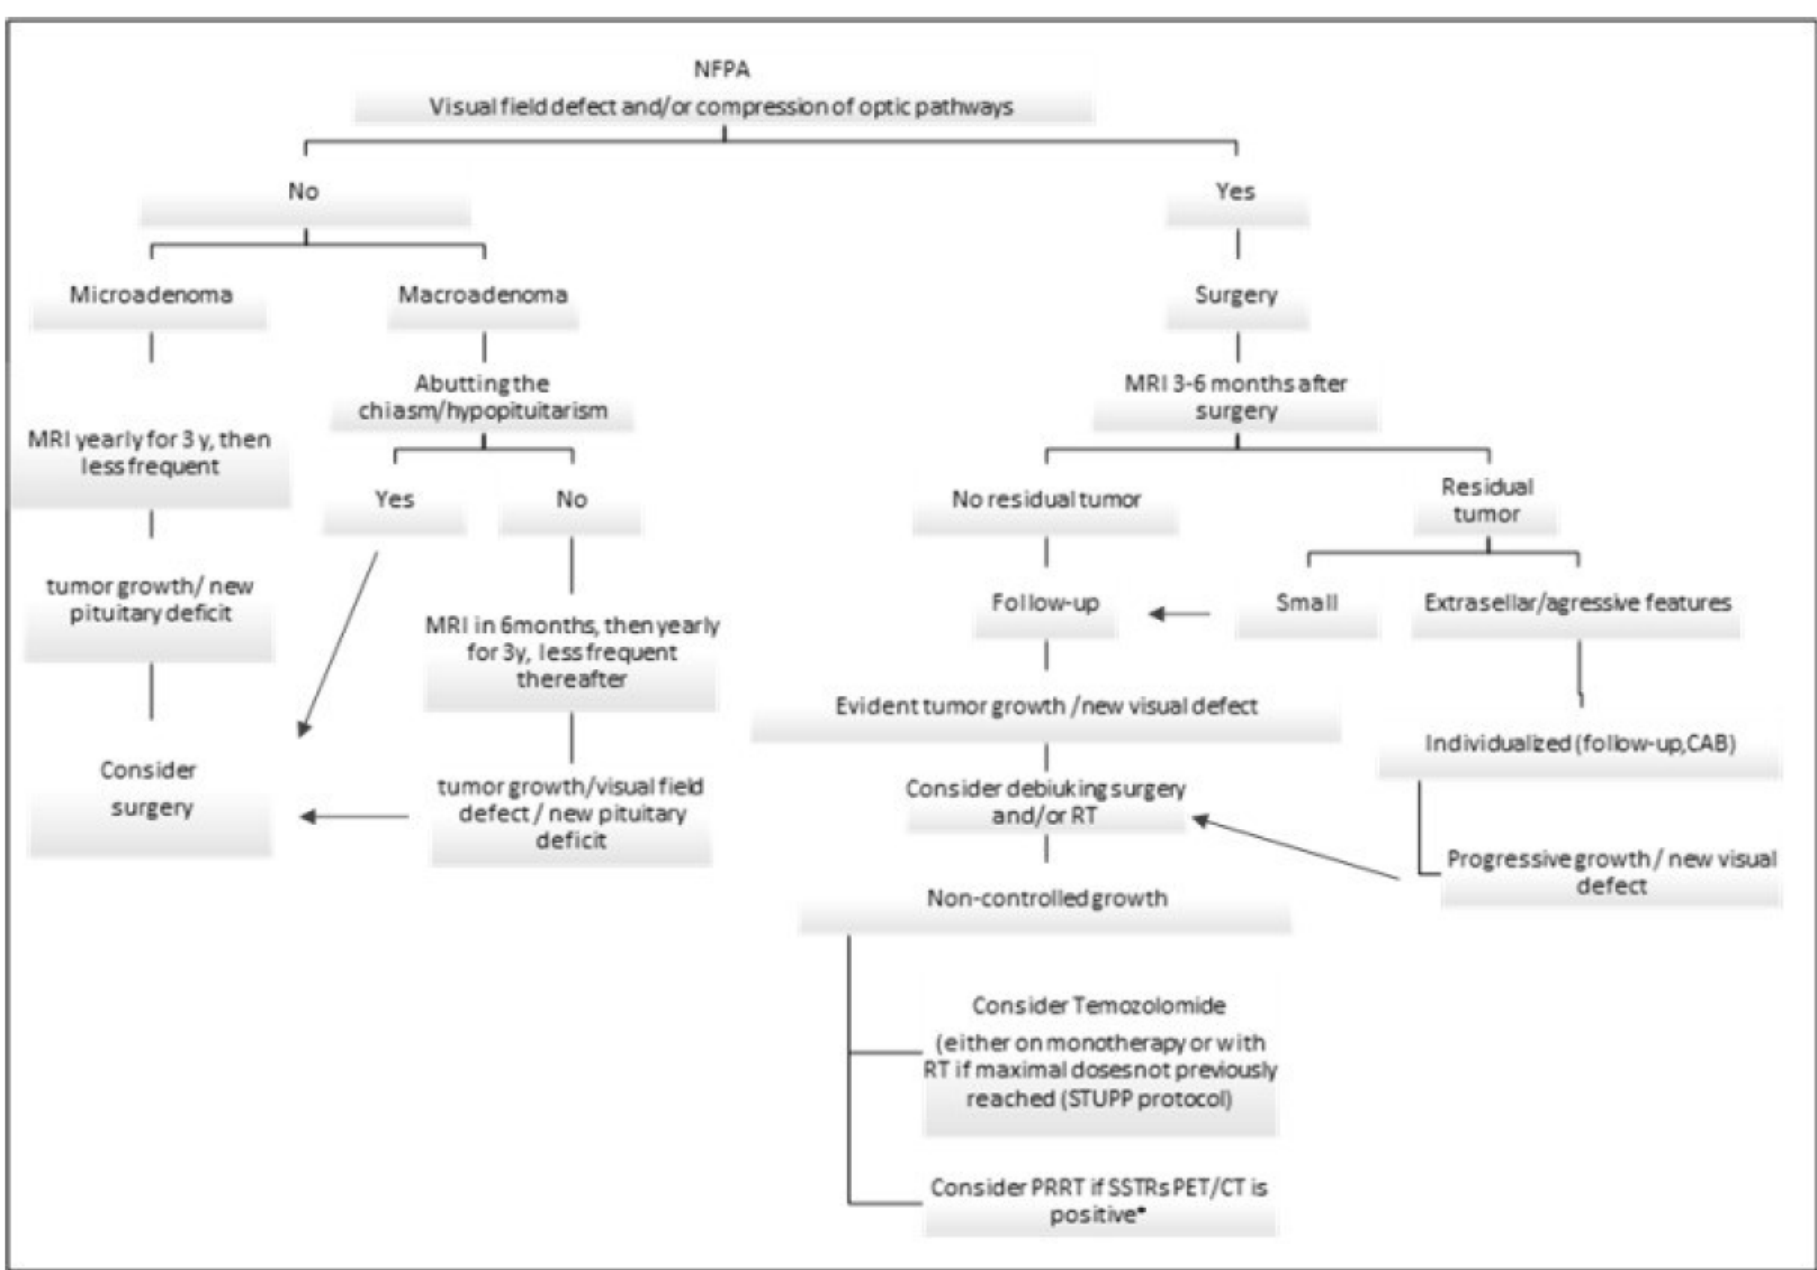 NFPA
Visual field defect and/or compression of optic pathways
No
Yes
Microadenoma
Macroadenoma
Surgery
Abutting the
chiasm/hypopituitarism
MRI 3-6 months after
surgery
MRI yearly for 3 y, then
less frequent
Yes
No
No residual tumor
Residual
tumor
tumor growth/ new
pituitary deficit
MRI in 6months, then yearly
for 3y, less frequent
thereafter
Follow-up
Small
Extrasellar/agressive features
Evident tumor growth /new visual defect
Individualized (follow-up,CAB)
Consider
surgery
tumor growth/visual field
defect / new pituitary
deficit
Consider debiuking surgery
and/or RT
Progressive growth / new visual
defect
Non-controlled growth
Consider Temozolomide
(either on monotherapy or with
RT if maximal doses not previously
reached (STUPP protocol)
Consider PRRT if SSTRs PET/CT is
positive*